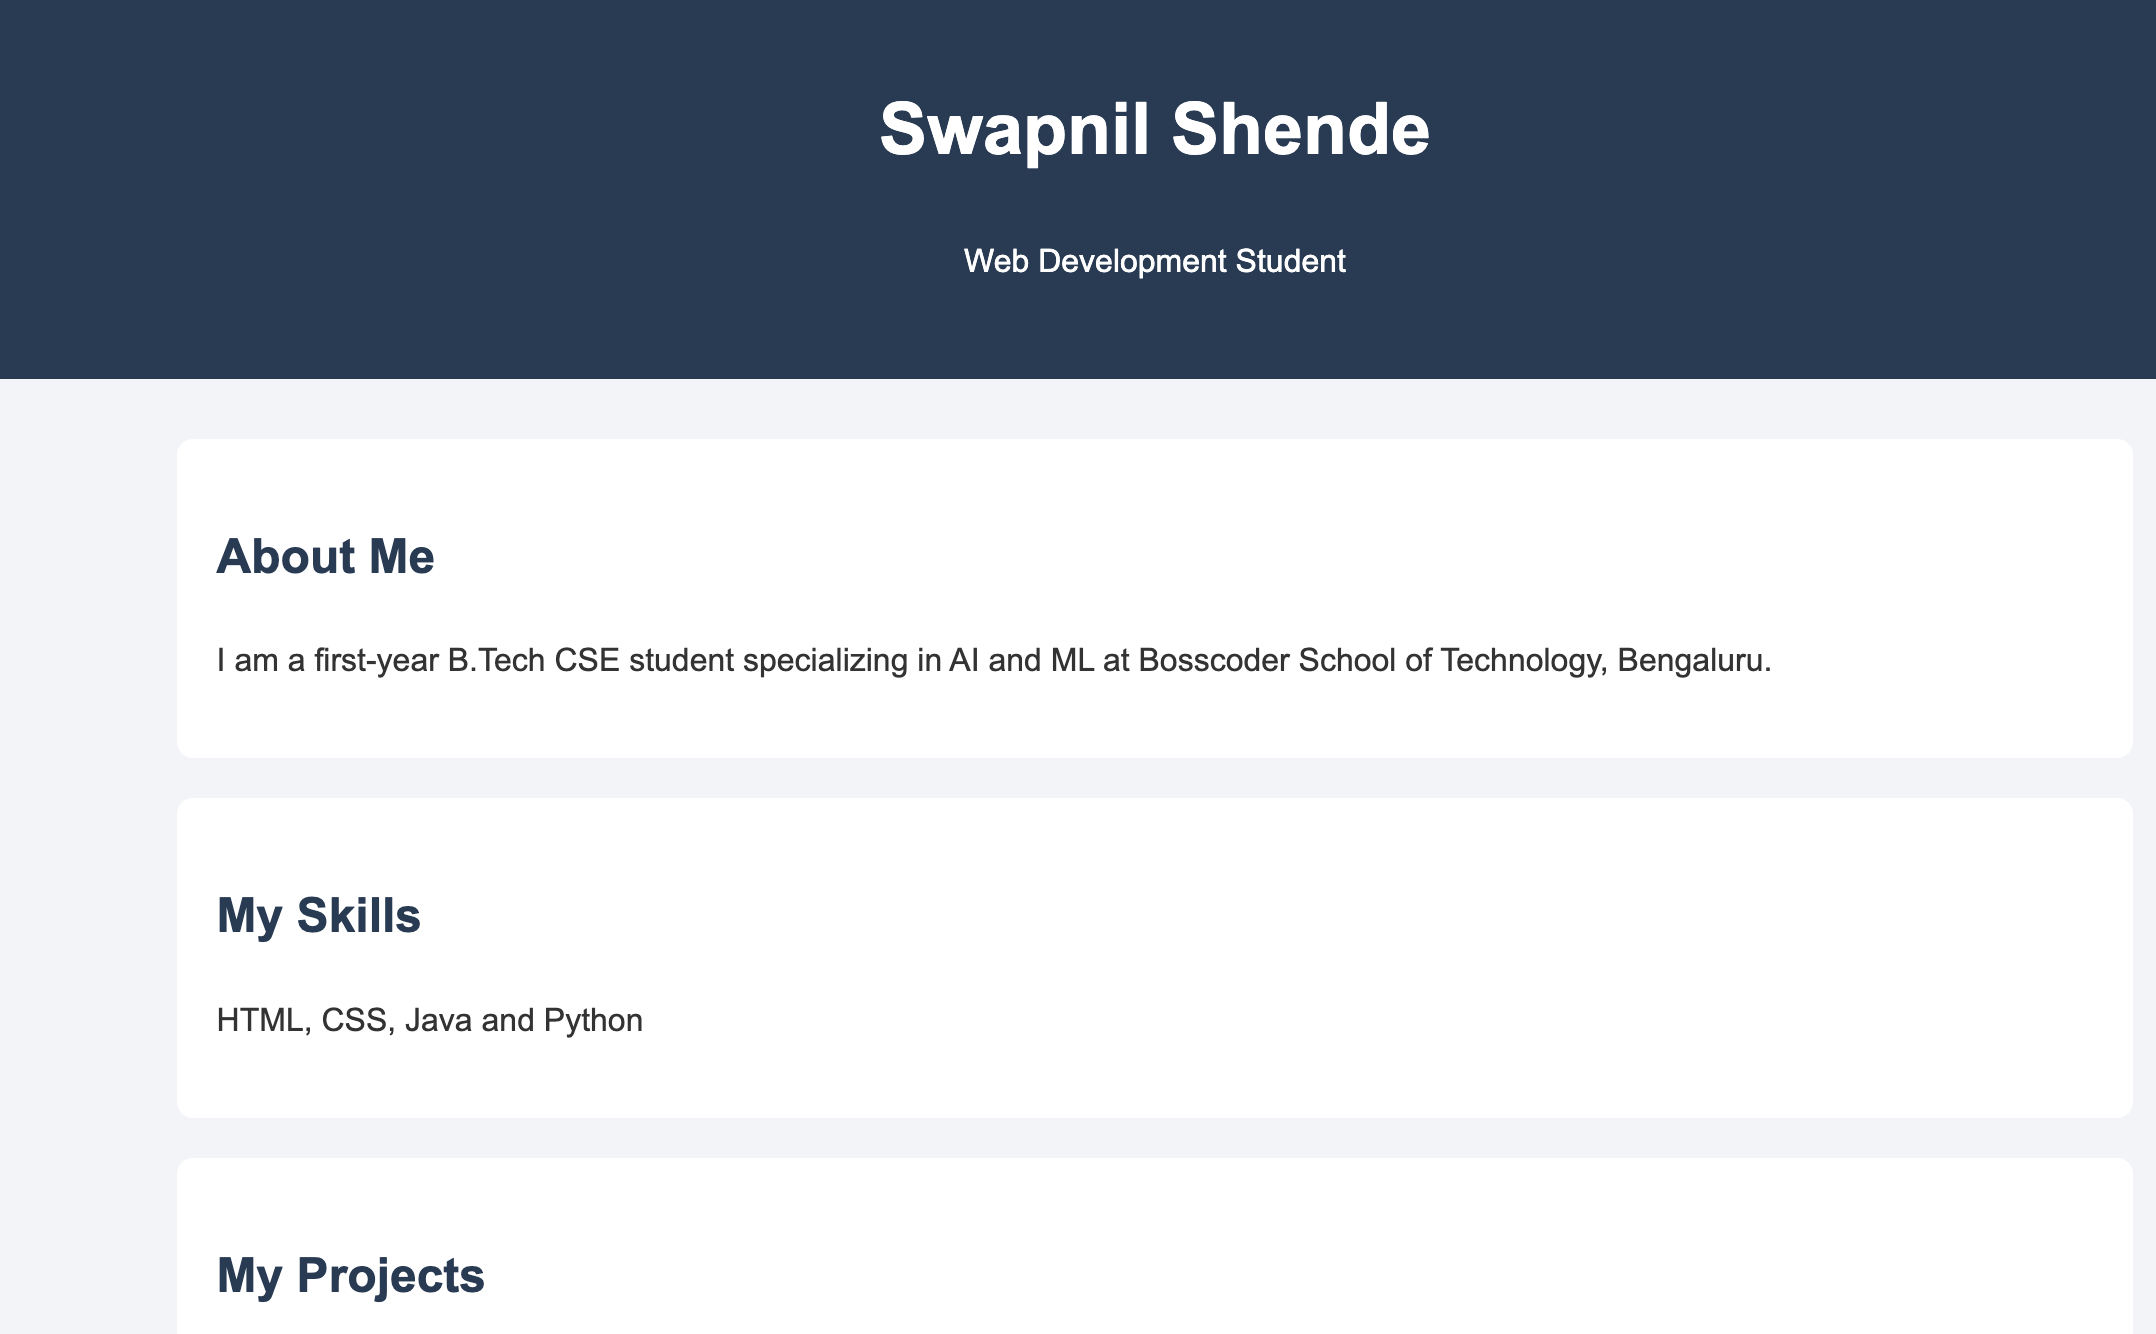 Swapnil Shende
Web Development Student
About Me
I am a first-year B.Tech CSE student specializing in AI and ML at Bosscoder School of Technology, Bengaluru.
My Skills
HTML, CSS, Java and Python
My Projects